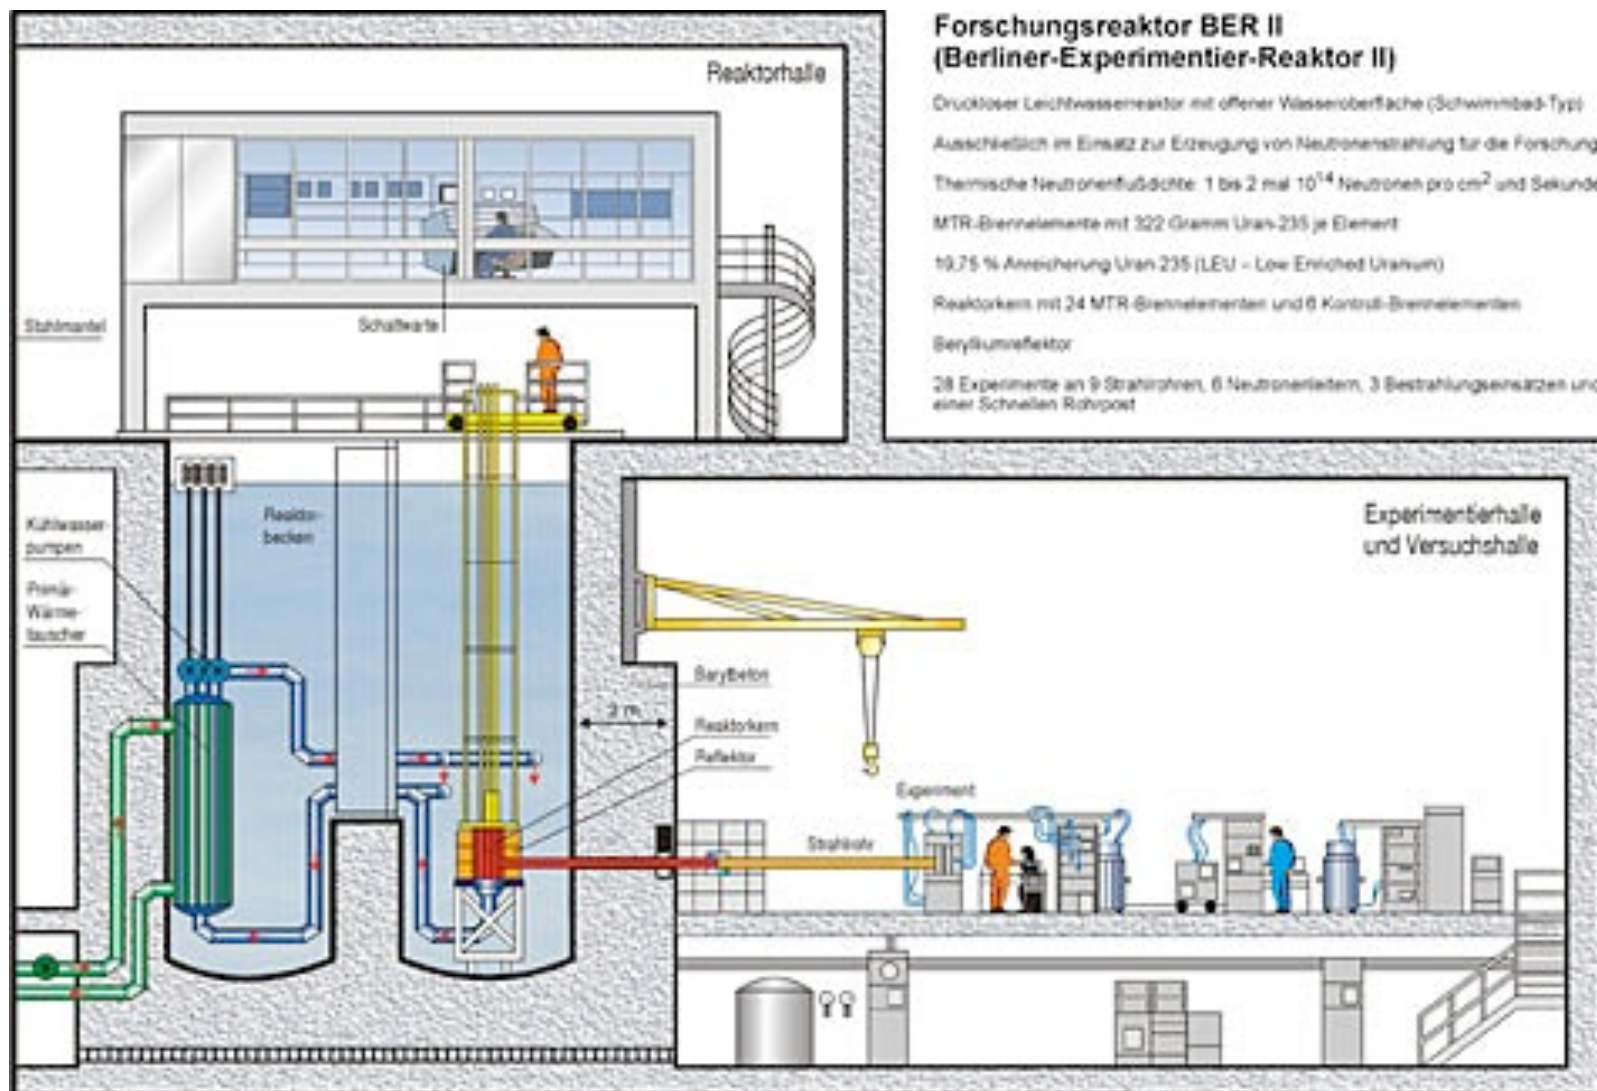 Forschungsreaktor BER II
(Berliner-Experimentier-Reaktor II)
Druckloser Leichtwasserreaktor mit offener Wasseroberfläche (Schwimmbad-Typ)
Ausschließlich im Einsatz zur Erzeugung von Neutronenstrahlung für die Forschung
Thermische Neutronenflußdichte: 1 bis 2 mal 10¹⁴ Neutronen pro cm² und Sekunde
MTR-Brennelemente mit 322 Gramm Uran-235 je Element
19,75 % Anreicherung Uran 235 (LEU – Low Enriched Uranium)
Reaktorkern mit 24 MTR-Brennelementen und 6 Kontroll-Brennelementen
Berylliumreflektor
28 Experimente an 9 Strahlrohren, 6 Neutronenleitern, 3 Bestrahlungseinsätzen und
einer Schnellen Rohrpost
Reaktorhalle
Stahlmantel
Schaltwarte
Reaktor-
becken
Kühlwasser-
pumpen
Primär-
Wärme-
tauscher
Experimentierhalle
und Versuchshalle
Barytbeton
2 m
Reaktorkern
Reflektor
Experiment
Strahlrohr